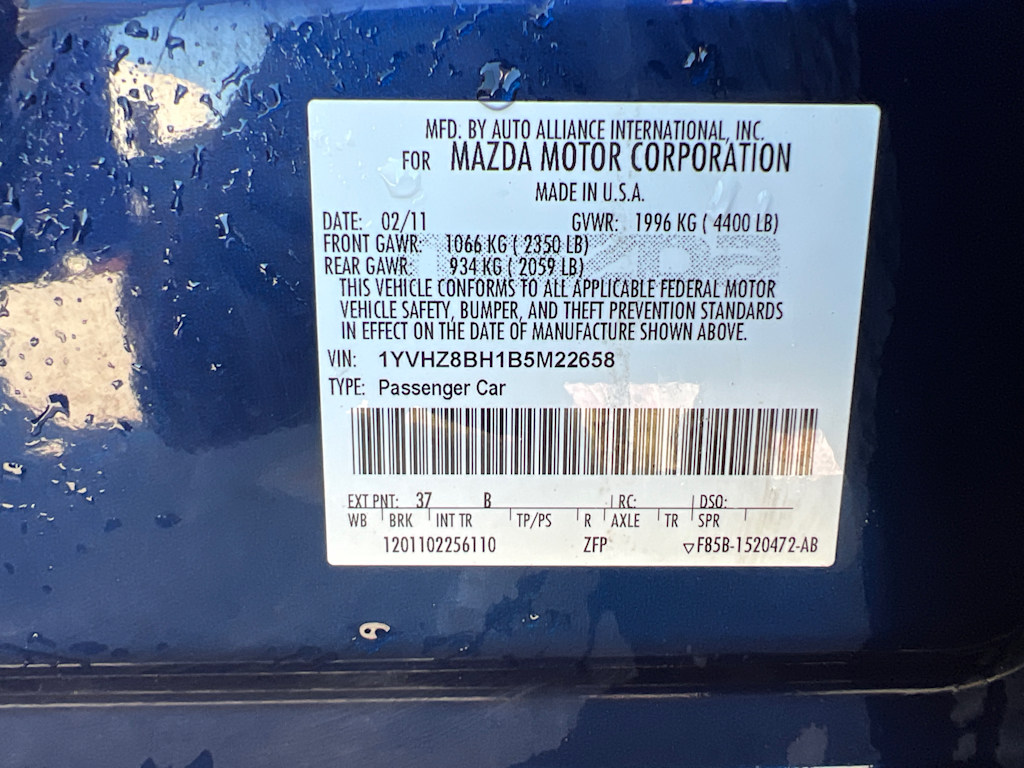 MFD. BY AUTO ALLIANCE INTERNATIONAL, INC.
FOR MAZDA MOTOR CORPORATION
MADE IN U.S.A.
DATE: 02/11 GVWR: 1996 KG ( 4400 LB)
FRONT GAWR: 1066 KG ( 2350 LB)
REAR GAWR: 934 KG ( 2059 LB)
THIS VEHICLE CONFORMS TO ALL APPLICABLE FEDERAL MOTOR
VEHICLE SAFETY, BUMPER, AND THEFT PREVENTION STANDARDS
IN EFFECT ON THE DATE OF MANUFACTURE SHOWN ABOVE.
VIN: 1YVHZ8BH1B5M22658
TYPE: Passenger Car
EXT PNT: 37 B RC: DSO:
WB BRK INT TR TP/PS R AXLE TR SPR
1201102256110 ZFP ▽F85B-1520472-AB